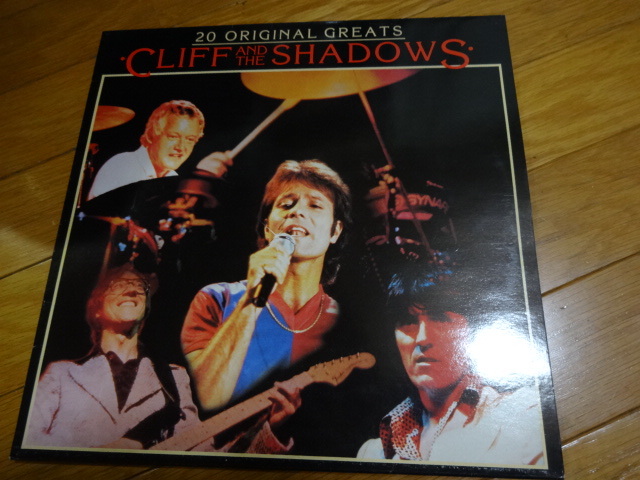 20 ORIGINAL GREATS
·CLIFF AND THE SHADOWS·